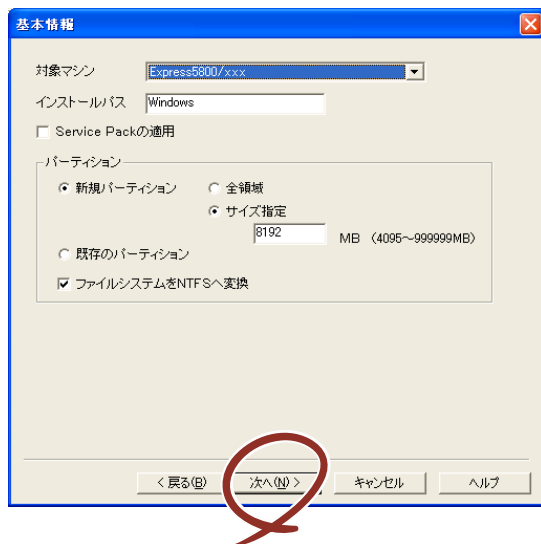 基本情報
対象マシン Express5800/xxx
インストールパス Windows
Service Packの適用
パーティション
新規パーティション 全領域
サイズ指定
8192 MB （4095～999999MB）
既存のパーティション
ファイルシステムをNTFSへ変換
< 戻る(B) 次へ(N) > キャンセル ヘルプ